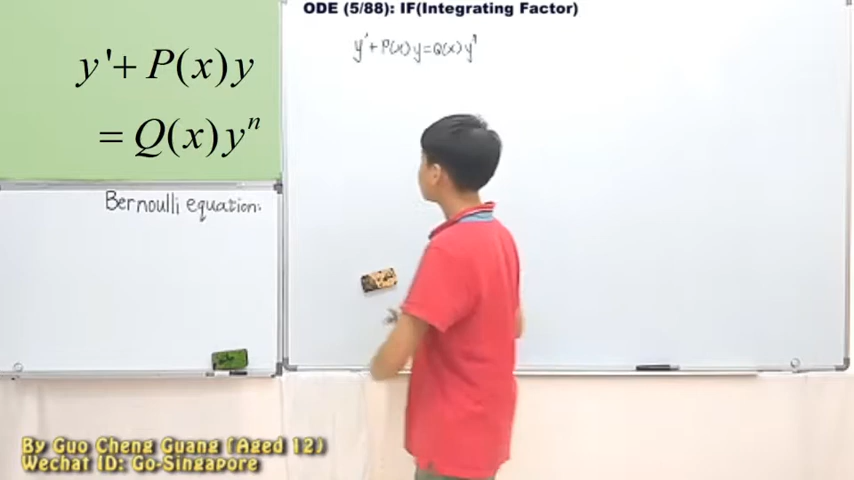 ODE (5/88): IF(Integrating Factor)
y'+ P(x)y
= Q(x)yⁿ
y'+P(x)y=Q(x)yⁿ
Bernoulli equation:
By Guo Cheng Guang (Aged 12)
Wechat ID: Go-Singapore